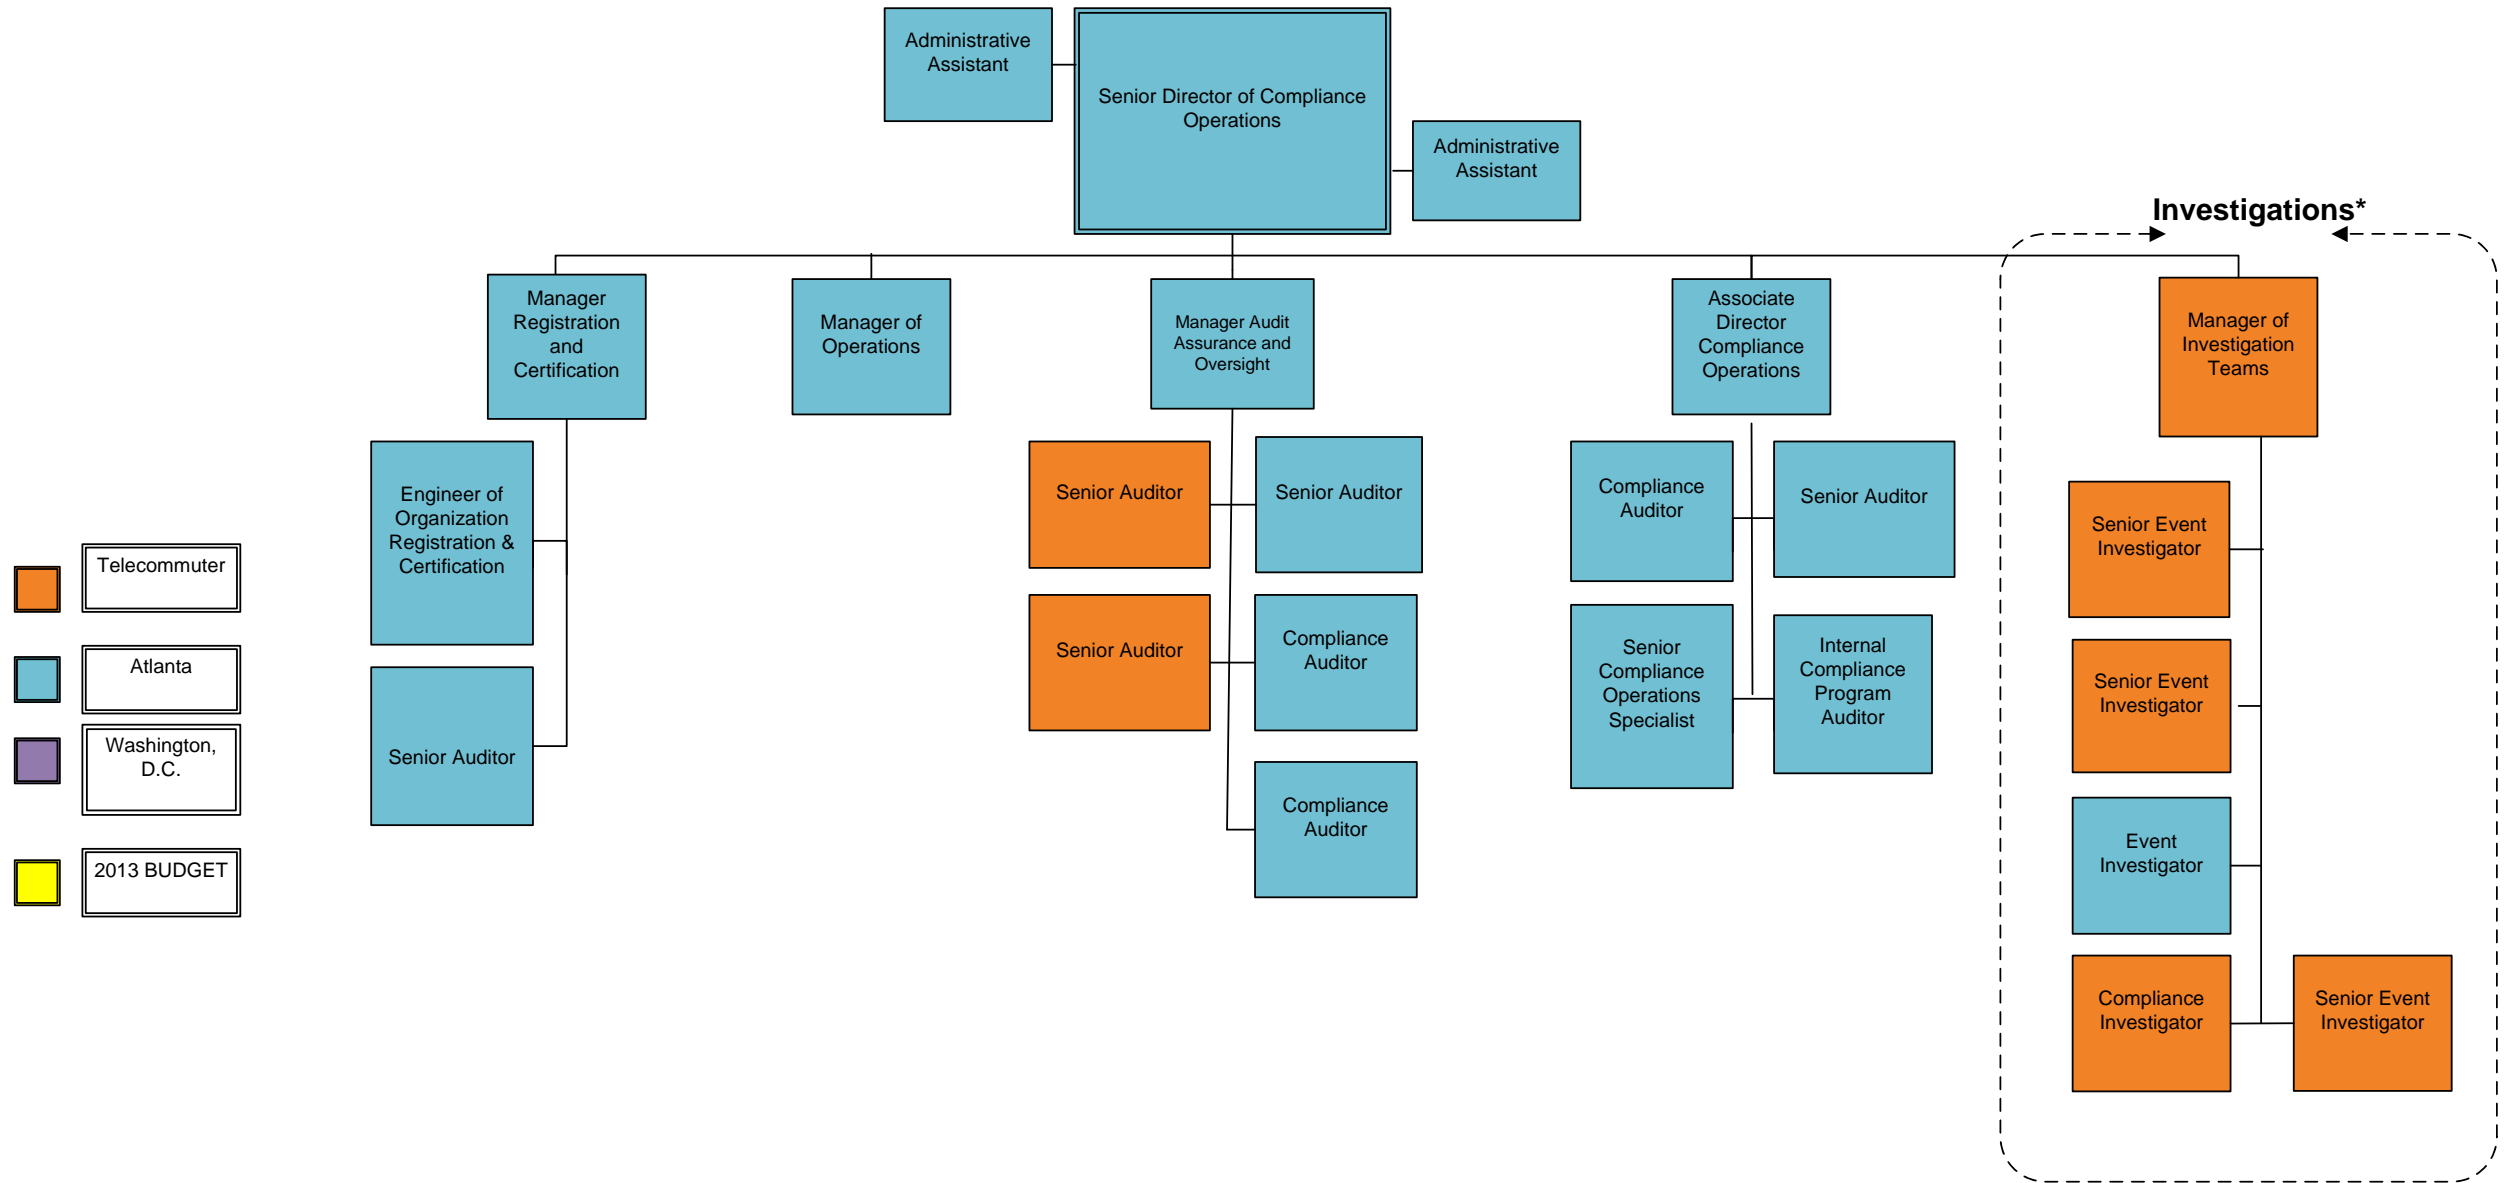 Administrative
Assistant
Senior Director of Compliance
Operations
Administrative
Assistant
Investigations*
Manager
Registration
and
Certification
Manager of
Operations
Manager Audit
Assurance and
Oversight
Associate
Director
Compliance
Operations
Manager of
Investigation
Teams
Engineer of
Organization
Registration &
Certification
Senior Auditor
Senior Auditor
Senior Auditor
Senior Auditor
Compliance
Auditor
Compliance
Auditor
Compliance
Auditor
Senior Auditor
Senior
Compliance
Operations
Specialist
Internal
Compliance
Program
Auditor
Senior Event
Investigator
Senior Event
Investigator
Event
Investigator
Compliance
Investigator
Senior Event
Investigator
Telecommuter
Atlanta
Washington,
D.C.
2013 BUDGET